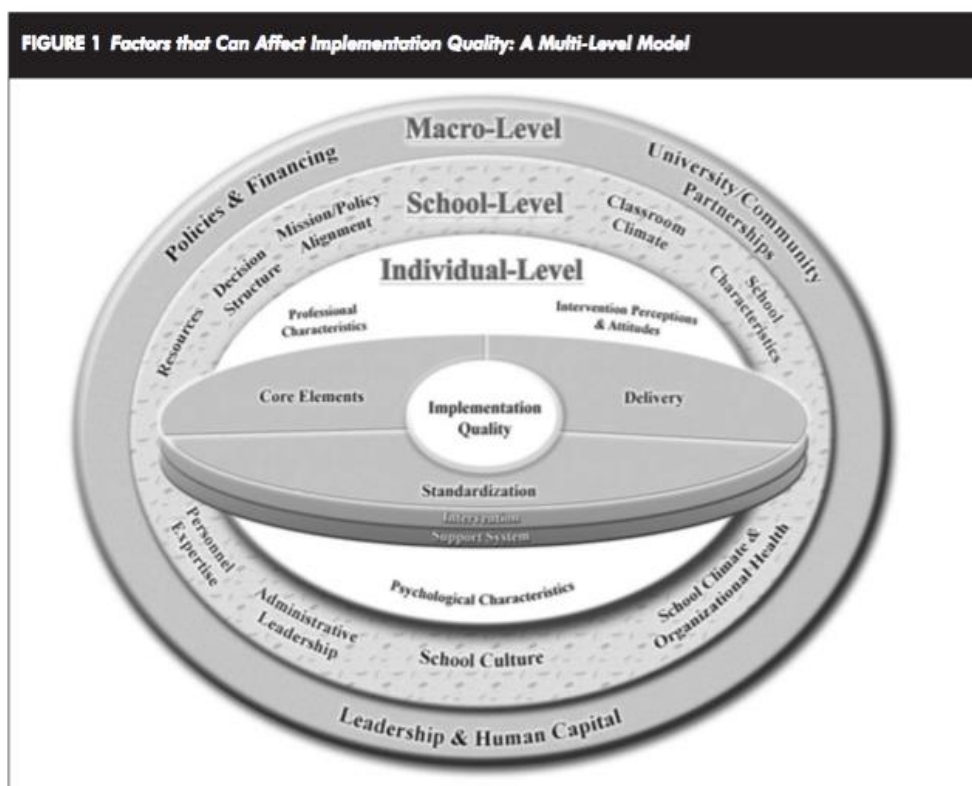 FIGURE 1 Factors that Can Affect Implementation Quality: A Multi-Level Model
Macro-Level
Policies & Financing
University/Community
Partnerships
School-Level
Mission/Policy
Alignment
Decision
Structure
Resources
Classroom
Climate
School
Characteristics
Individual-Level
Professional
Characteristics
Intervention Perceptions
& Attitudes
Core Elements
Implementation
Quality
Delivery
Standardization
Intervention
Support System
Psychological Characteristics
Personnel
Expertise
Administrative
Leadership
School Culture
School Climate &
Organizational Health
Leadership & Human Capital